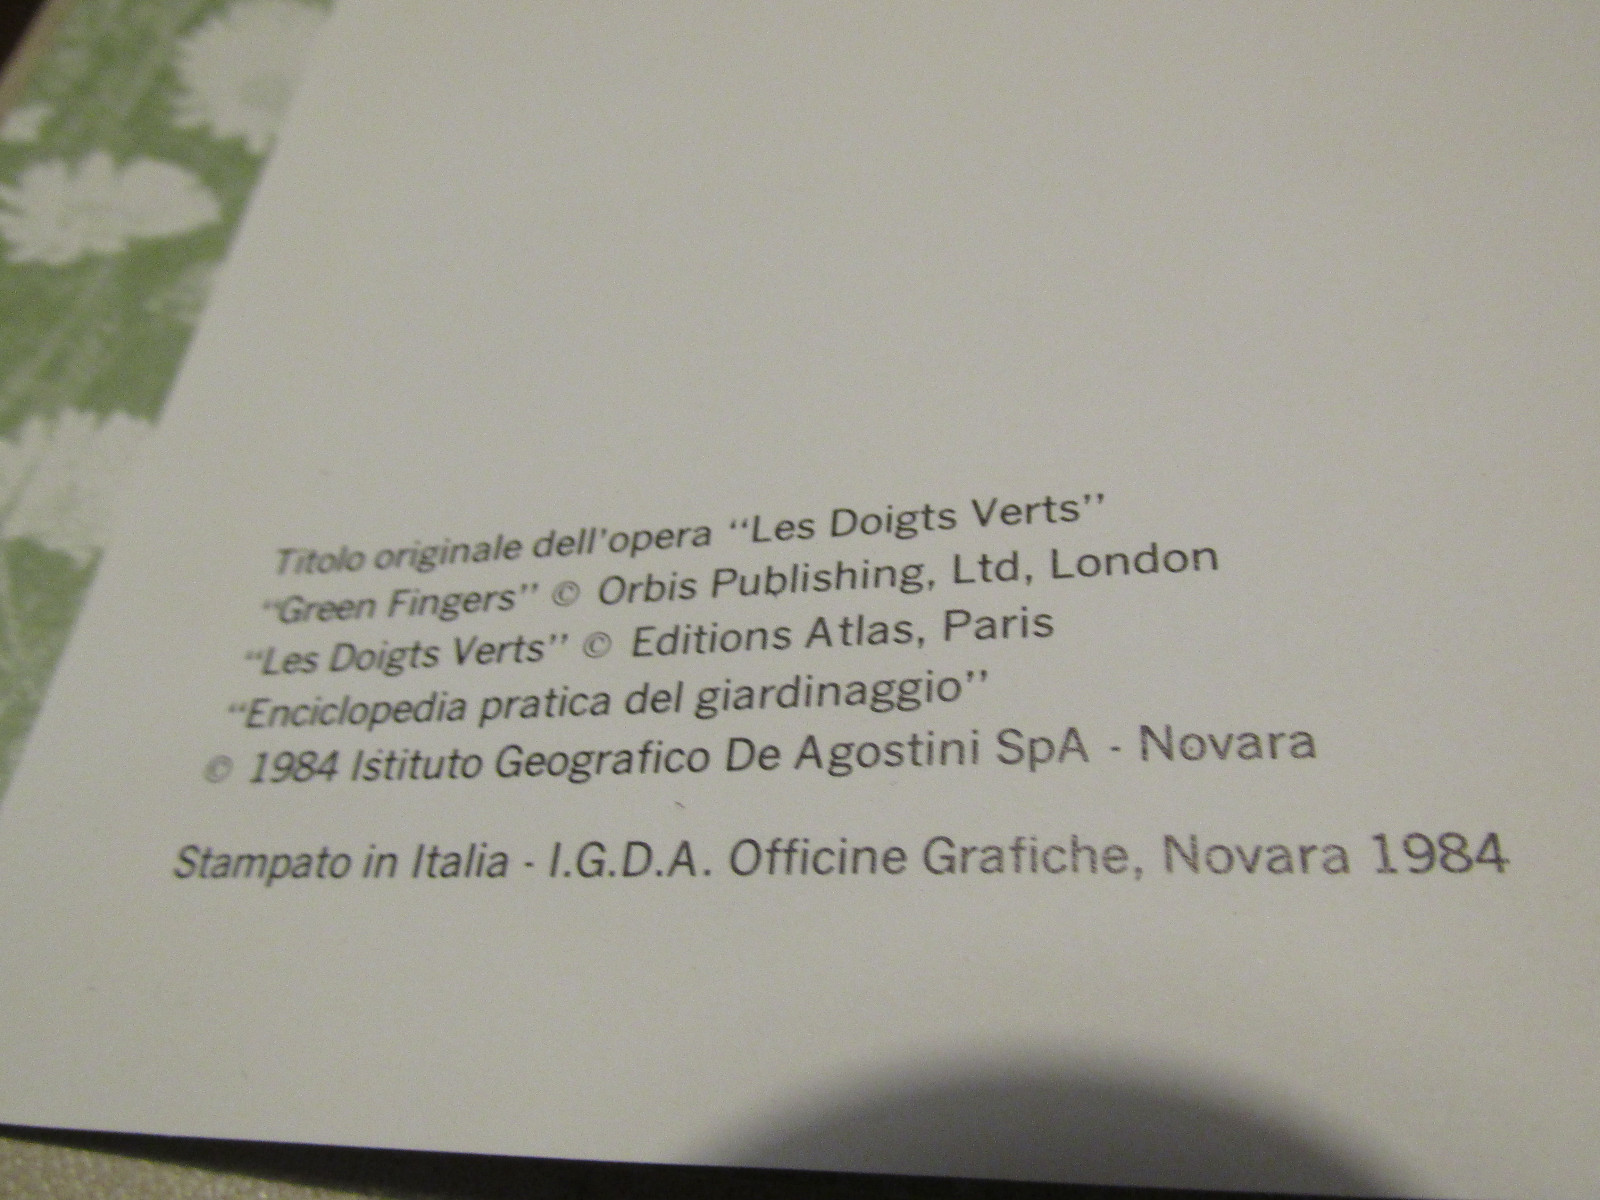 Titolo originale dell'opera “Les Doigts Verts”
“Green Fingers” © Orbis Publishing, Ltd, London
“Les Doigts Verts” © Editions Atlas, Paris
“Enciclopedia pratica del giardinaggio”
© 1984 Istituto Geografico De Agostini SpA - Novara
Stampato in Italia - I.G.D.A. Officine Grafiche, Novara 1984